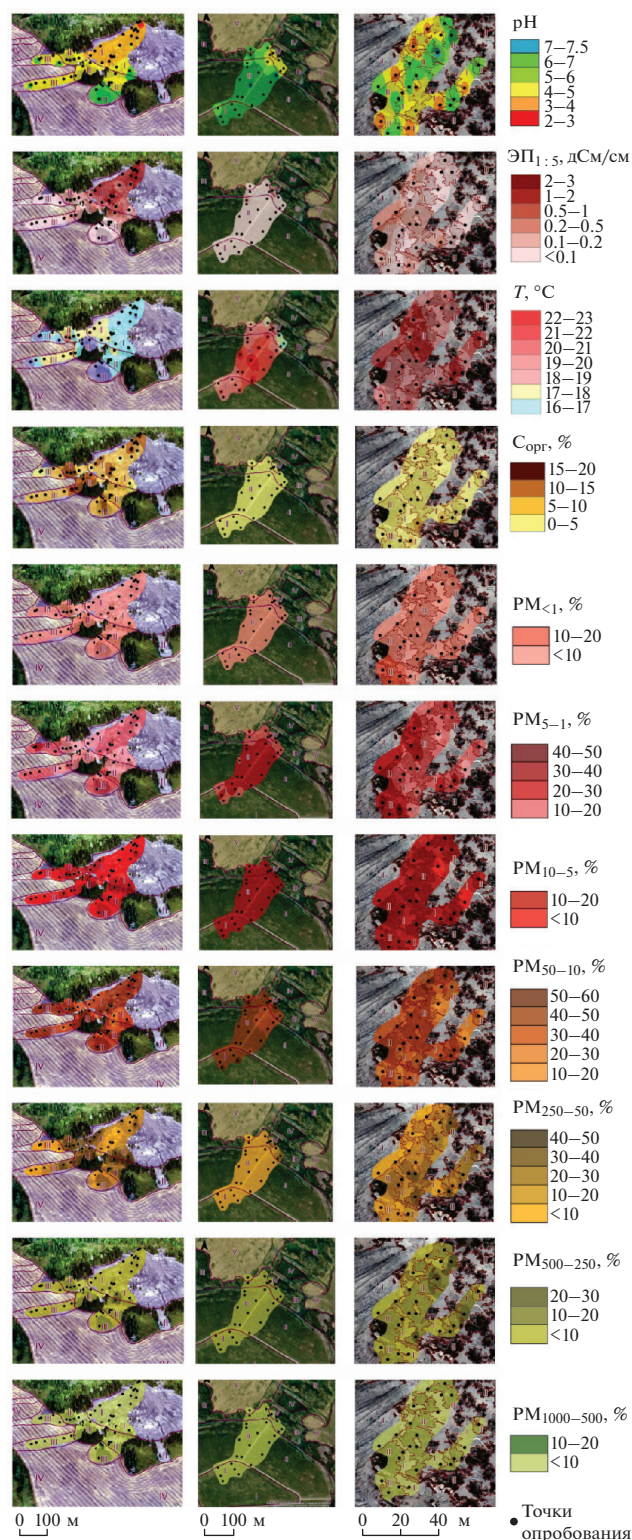 pH
7–7.5
6–7
5–6
4–5
3–4
2–3
ЭП1 : 5, дСм/см
2–3
1–2
0.5–1
0.2–0.5
0.1–0.2
<0.1
T, °C
22–23
21–22
20–21
19–20
18–19
17–18
16–17
Cорг, %
15–20
10–15
5–10
0–5
PM<1, %
10–20
<10
PM5–1, %
40–50
30–40
20–30
10–20
PM10–5, %
10–20
<10
PM50–10, %
50–60
40–50
30–40
20–30
10–20
PM250–50, %
40–50
30–40
20–30
10–20
<10
PM500–250, %
20–30
10–20
<10
PM1000–500, %
10–20
<10
0 100 м
0 100 м
0 20 40 м
Точки
опробования